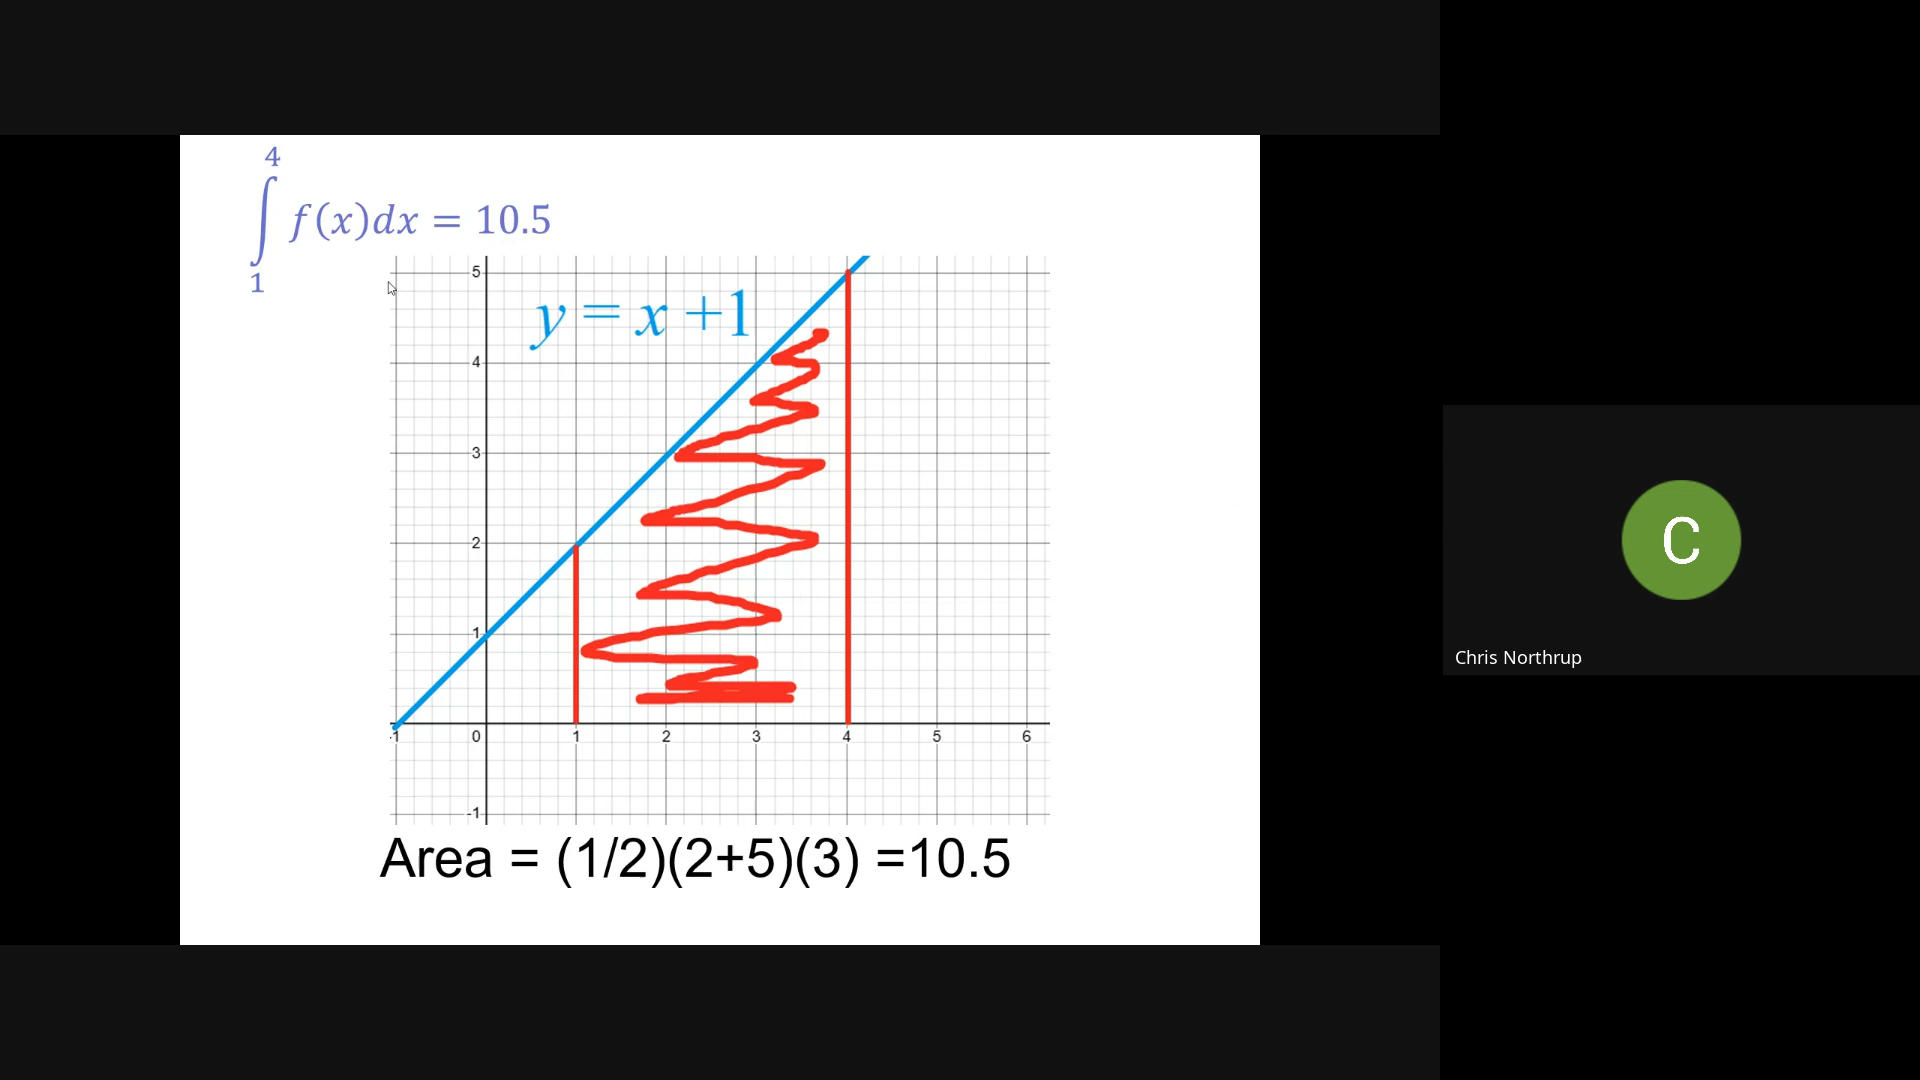 4
∫ f(x)dx = 10.5
1
y = x +1
5
4
3
2
1
-1 0 1 2 3 4 5 6
-1
Area = (1/2)(2+5)(3) =10.5
C
Chris Northrup